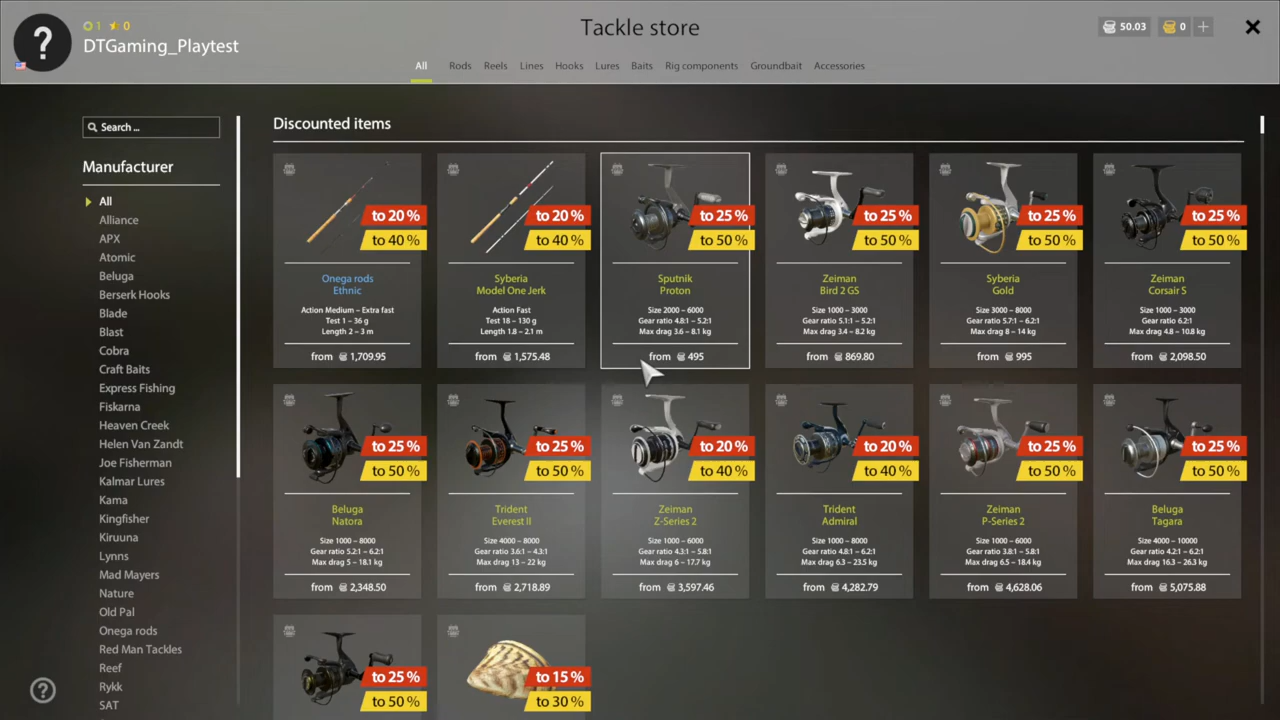 1 0
DTGaming_Playtest
Tackle store
50.03 0 +
All Rods Reels Lines Hooks Lures Baits Rig components Groundbait Accessories
Search ...
Manufacturer
All
Alliance
APX
Atomic
Beluga
Berserk Hooks
Blade
Blast
Cobra
Craft Baits
Express Fishing
Fiskarna
Heaven Creek
Helen Van Zandt
Joe Fisherman
Kalmar Lures
Kama
Kingfisher
Kiruuna
Lynns
Mad Mayers
Nature
Old Pal
Onega rods
Red Man Tackles
Reef
Rykk
SAT
Discounted items
to 20 %
to 40 %
Onega rods
Ethnic
Action Medium – Extra fast
Test 1 – 36 g
Length 2 – 3 m
from 1,709.95
to 20 %
to 40 %
Syberia
Model One Jerk
Action Fast
Test 18 – 130 g
Length 1.8 – 2.1 m
from 1,575.48
to 25 %
to 50 %
Sputnik
Proton
Size 2000 – 6000
Gear ratio 4.8:1 – 5.2:1
Max drag 3.6 – 8.1 kg
from 495
to 25 %
to 50 %
Zeiman
Bird 2 GS
Size 1000 – 3000
Gear ratio 5.1:1 – 5.2:1
Max drag 3.4 – 8.2 kg
from 869.80
to 25 %
to 50 %
Syberia
Gold
Size 3000 – 8000
Gear ratio 5.7:1 – 6.2:1
Max drag 8 – 14 kg
from 995
to 25 %
to 50 %
Zeiman
Corsair S
Size 1000 – 3000
Gear ratio 6.2:1
Max drag 4.8 – 10.8 kg
from 2,098.50
to 25 %
to 50 %
Beluga
Natora
Size 1000 – 8000
Gear ratio 5.2:1 – 6.2:1
Max drag 5 – 18.1 kg
from 2,348.50
to 25 %
to 50 %
Trident
Everest II
Size 4000 – 8000
Gear ratio 3.6:1 – 4.3:1
Max drag 13 – 22 kg
from 2,718.89
to 20 %
to 40 %
Zeiman
Z-Series 2
Size 1000 – 6000
Gear ratio 4.3:1 – 5.8:1
Max drag 6 – 17.7 kg
from 3,597.46
to 20 %
to 40 %
Trident
Admiral
Size 1000 – 8000
Gear ratio 4.8:1 – 6.2:1
Max drag 6.3 – 23.5 kg
from 4,282.79
to 25 %
to 50 %
Zeiman
P-Series 2
Size 1000 – 6000
Gear ratio 3.8:1 – 5.8:1
Max drag 6.5 – 18.4 kg
from 4,628.06
to 25 %
to 50 %
Beluga
Tagara
Size 4000 – 10000
Gear ratio 4.2:1 – 6.2:1
Max drag 16.3 – 26.3 kg
from 5,075.88
to 25 %
to 50 %
to 15 %
to 30 %